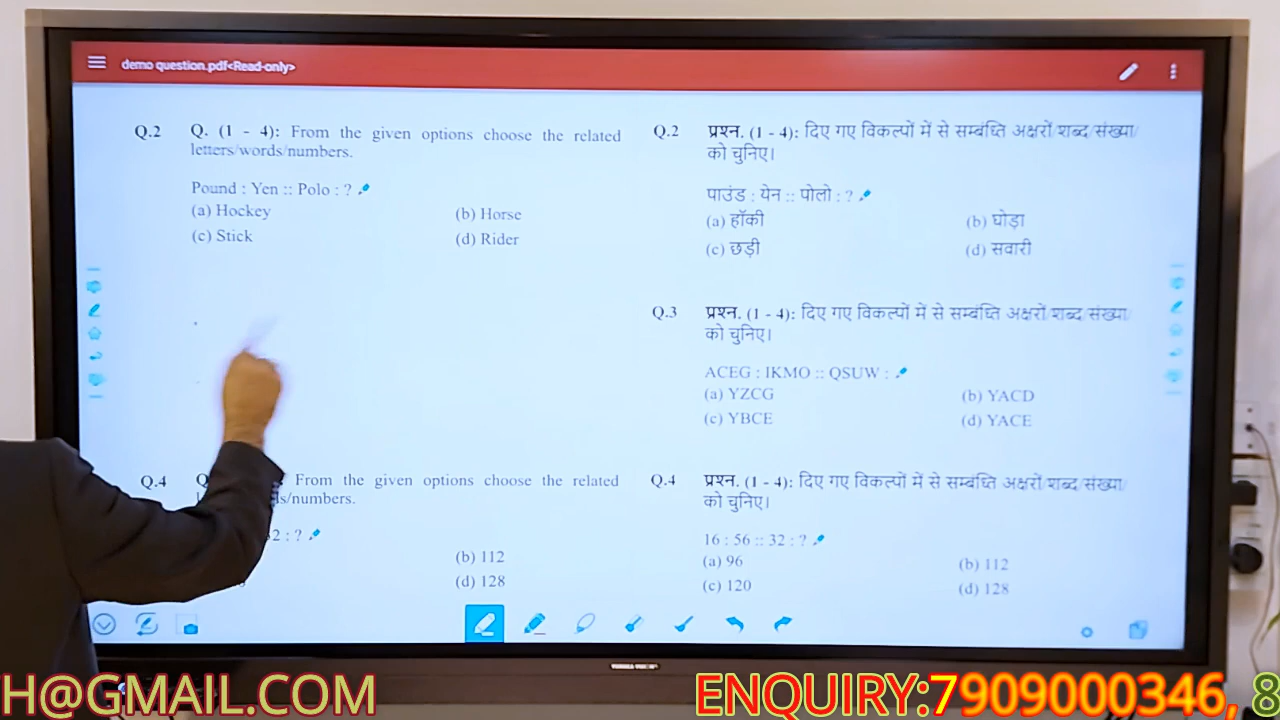 demo question.pdf<Read-only>
Q.2 Q. (1 - 4): From the given options choose the related
letters/words/numbers.
Pound : Yen :: Polo : ?
(a) Hockey (b) Horse
(c) Stick (d) Rider
Q.2 प्रश्न. (1 - 4): दिए गए विकल्पों में से सम्बंधि अक्षरों/शब्द/संख्या/
को चुनिए।
पाउंड : येन :: पोलो : ?
(a) हॉकी (b) घोड़ा
(c) छड़ी (d) सवारी
Q.3 प्रश्न. (1 - 4): दिए गए विकल्पों में से सम्बंधि अक्षरों/शब्द/संख्या/
को चुनिए।
ACEG : IKMO :: QSUW :
(a) YZCG (b) YACD
(c) YBCE (d) YACE
Q.4 Q From the given options choose the related
ls/numbers.
2 : ?
(b) 112
(d) 128
Q.4 प्रश्न. (1 - 4): दिए गए विकल्पों में से सम्बंधि अक्षरों/शब्द/संख्या/
को चुनिए।
16 : 56 :: 32 : ?
(a) 96 (b) 112
(c) 120 (d) 128
H@GMAIL.COM ENQUIRY:7909000346, 8